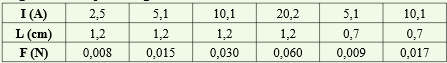 I (A) 2,5 5,1 10,1 20,2 5,1 10,1
L (cm) 1,2 1,2 1,2 1,2 0,7 0,7
F (N) 0,008 0,015 0,030 0,060 0,009 0,017